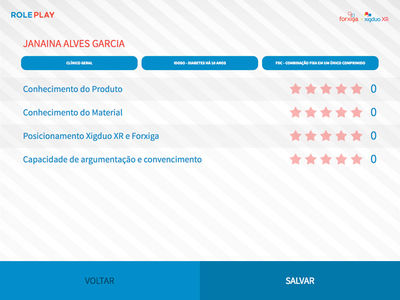 ROLEPLAY
forxiga xigduo XR
JANAINA ALVES GARCIA
CLÍNICO GERAL
IDOSO - DIABETES HÁ 10 ANOS
FDC - COMBINAÇÃO FIXA EM UM ÚNICO COMPRIMIDO
Conhecimento do Produto 0
Conhecimento do Material 0
Posicionamento Xigduo XR e Forxiga 0
Capacidade de argumentação e convencimento 0
VOLTAR
SALVAR